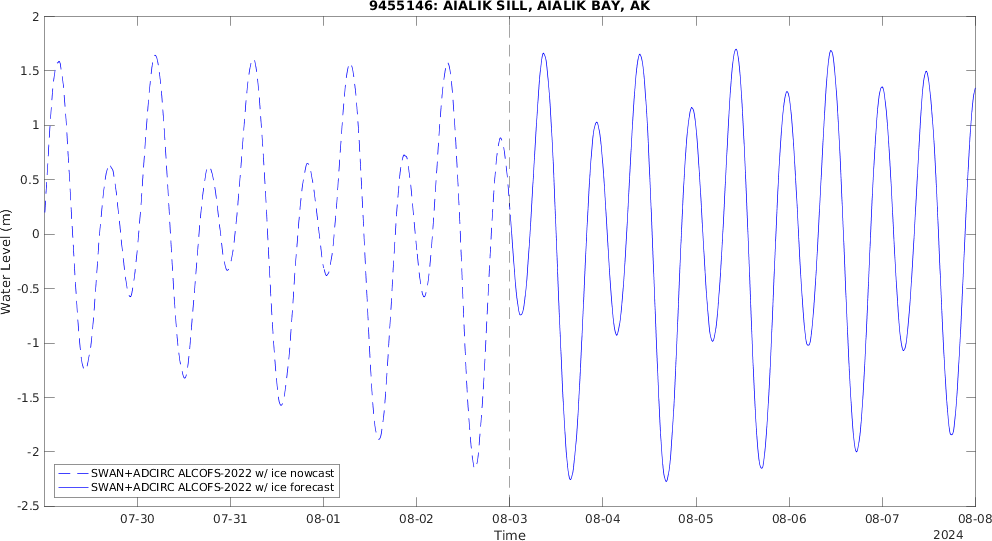 9455146: AIALIK SILL, AIALIK BAY, AK
2
1.5
1
0.5
0
-0.5
-1
-1.5
-2
-2.5
Water Level (m)
SWAN+ADCIRC ALCOFS-2022 w/ ice nowcast
SWAN+ADCIRC ALCOFS-2022 w/ ice forecast
07-30 07-31 08-01 08-02 08-03 08-04 08-05 08-06 08-07 08-08
Time
2024